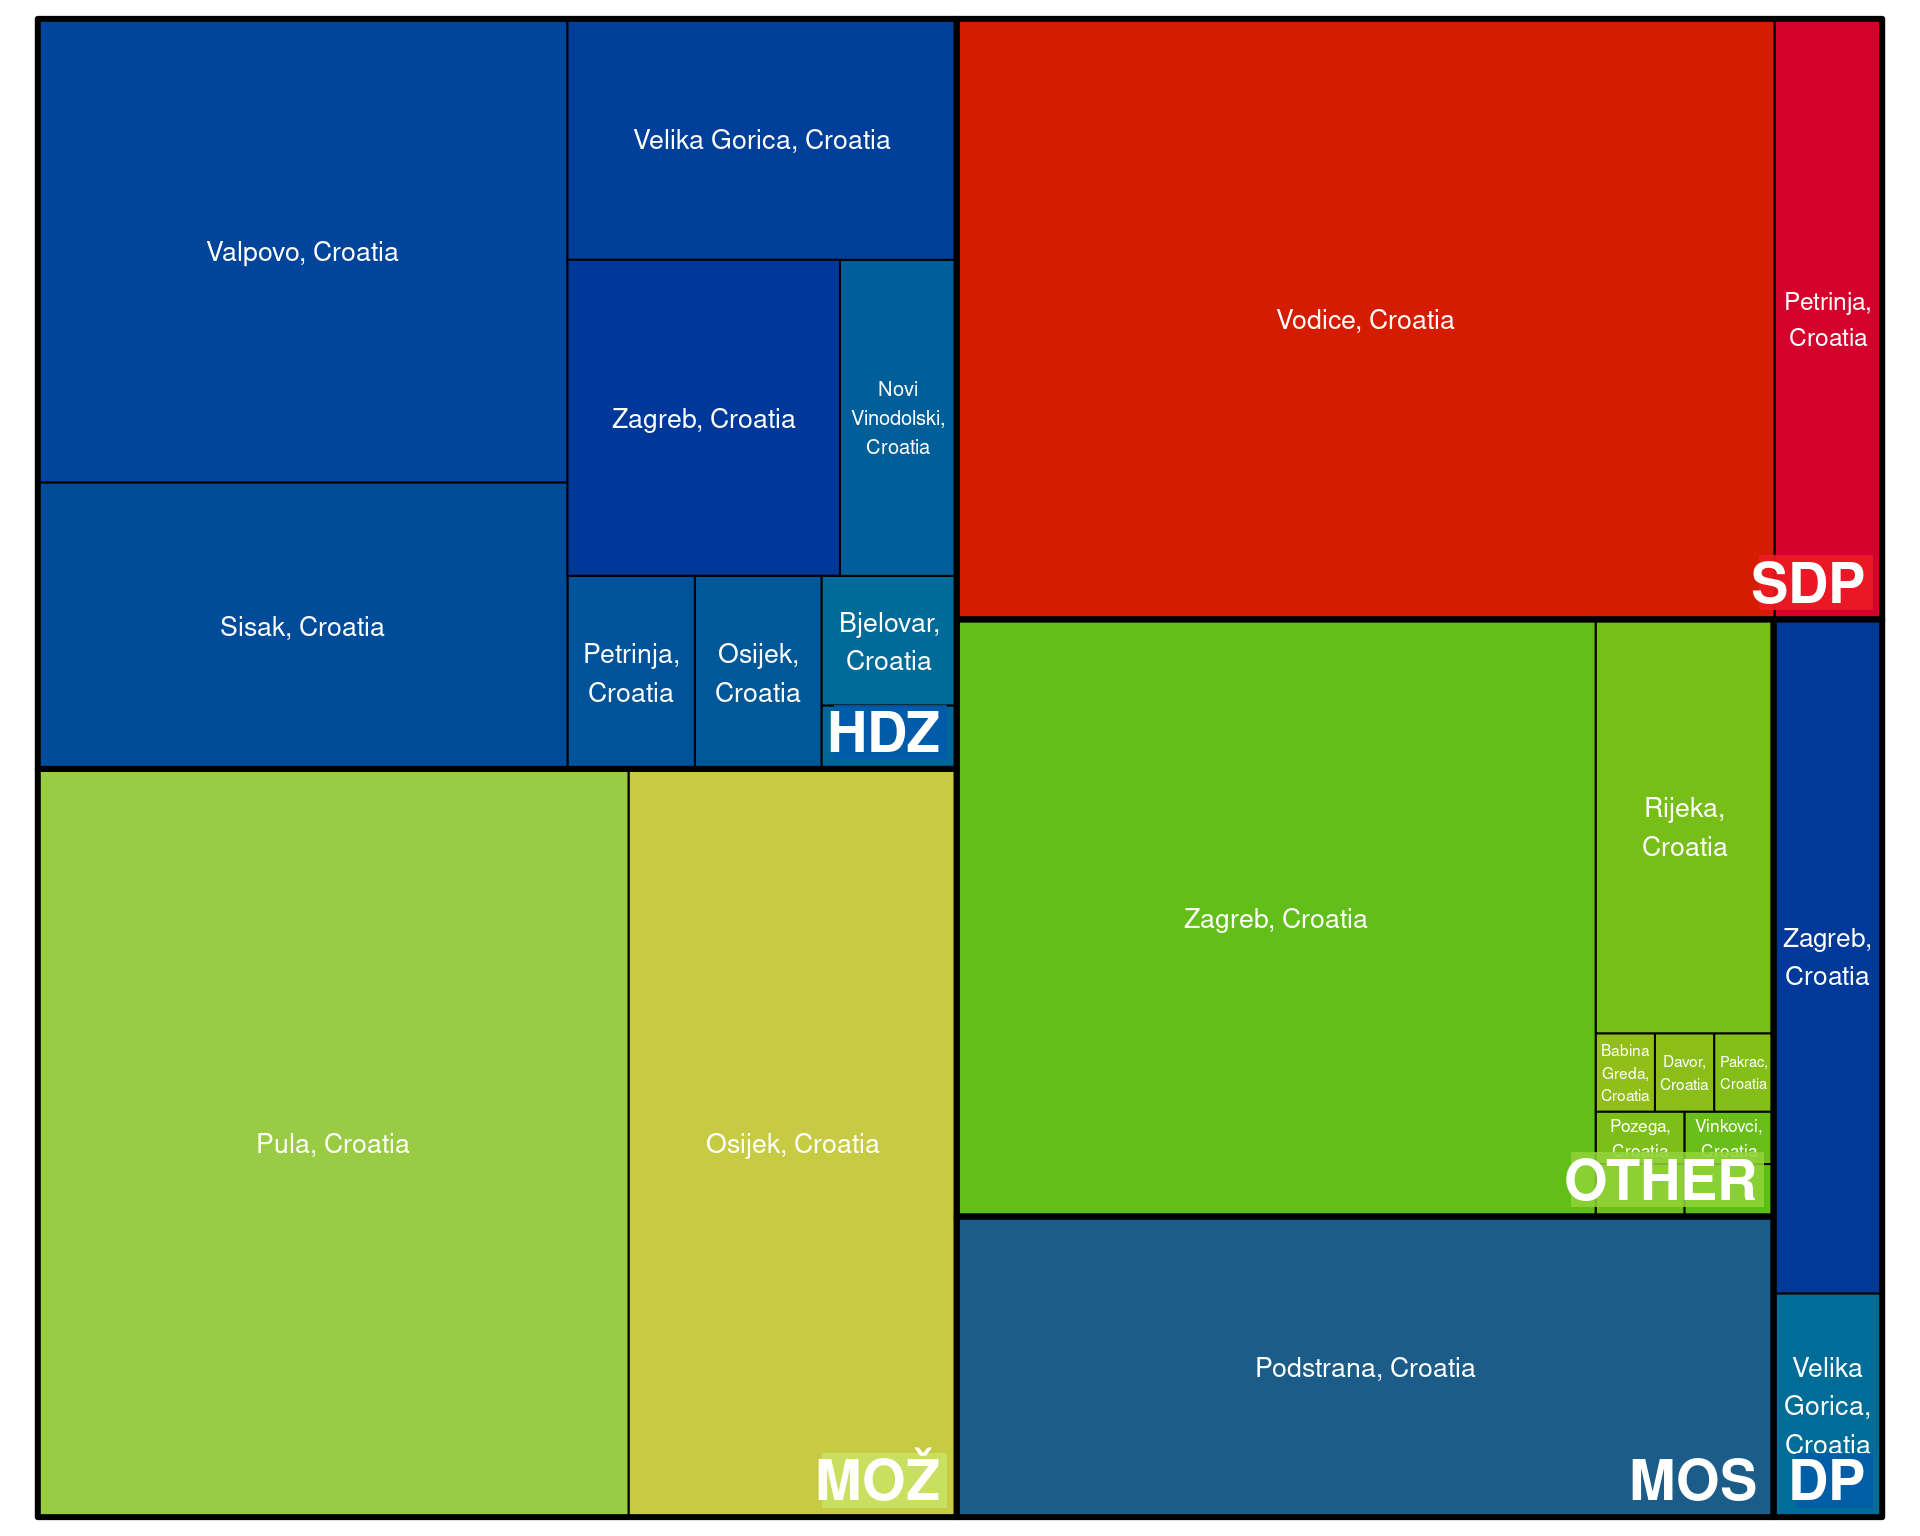 Valpovo, Croatia
Velika Gorica, Croatia
Zagreb, Croatia
Novi
Vinodolski,
Croatia
Sisak, Croatia
Petrinja,
Croatia
Osijek,
Croatia
Bjelovar,
Croatia
HDZ
Pula, Croatia
Osijek, Croatia
MOŽ
Vodice, Croatia
Petrinja,
Croatia
SDP
Zagreb, Croatia
Rijeka,
Croatia
Babina
Greda,
Croatia
Davor,
Croatia
Pakrac,
Croatia
Pozega,
Croatia
Vinkovci,
Croatia
OTHER
Podstrana, Croatia
MOS
Zagreb,
Croatia
Velika
Gorica,
Croatia
DP